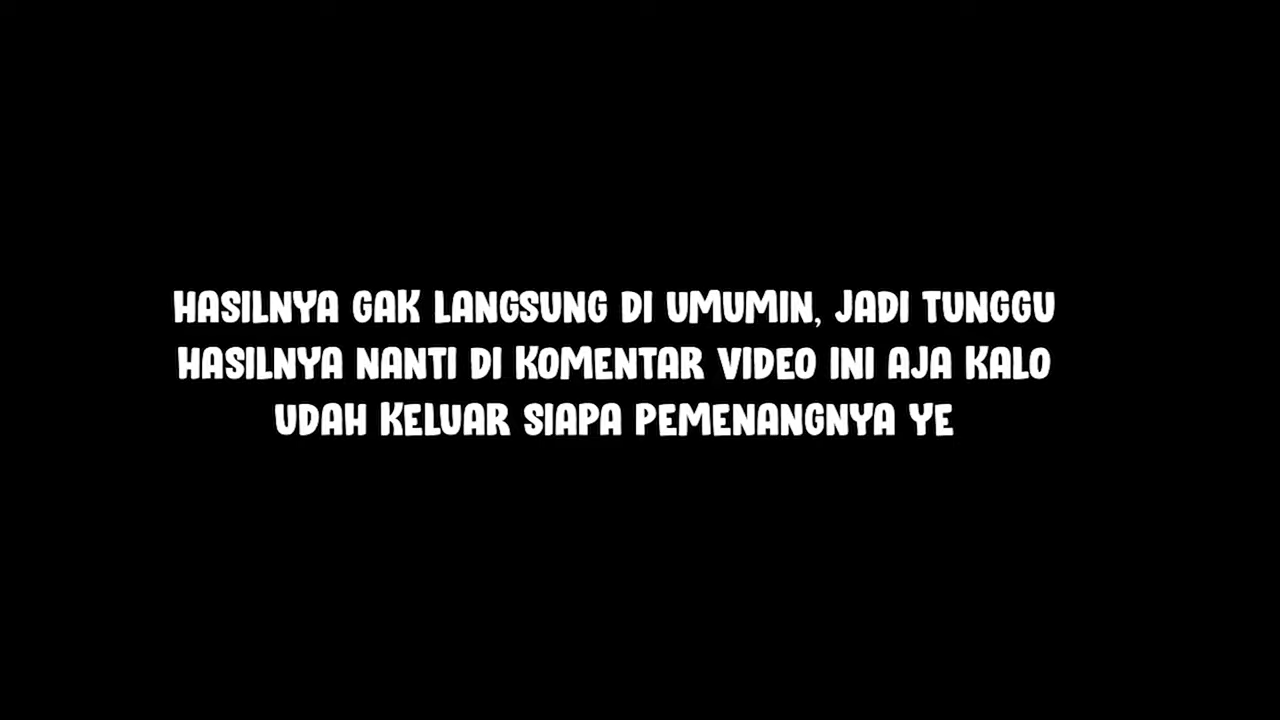 HASILNYA GAK LANGSUNG DI UMUMIN, JADI TUNGGU
HASILNYA NANTI DI KOMENTAR VIDEO INI AJA KALO
UDAH KELUAR SIAPA PEMENANGNYA YE